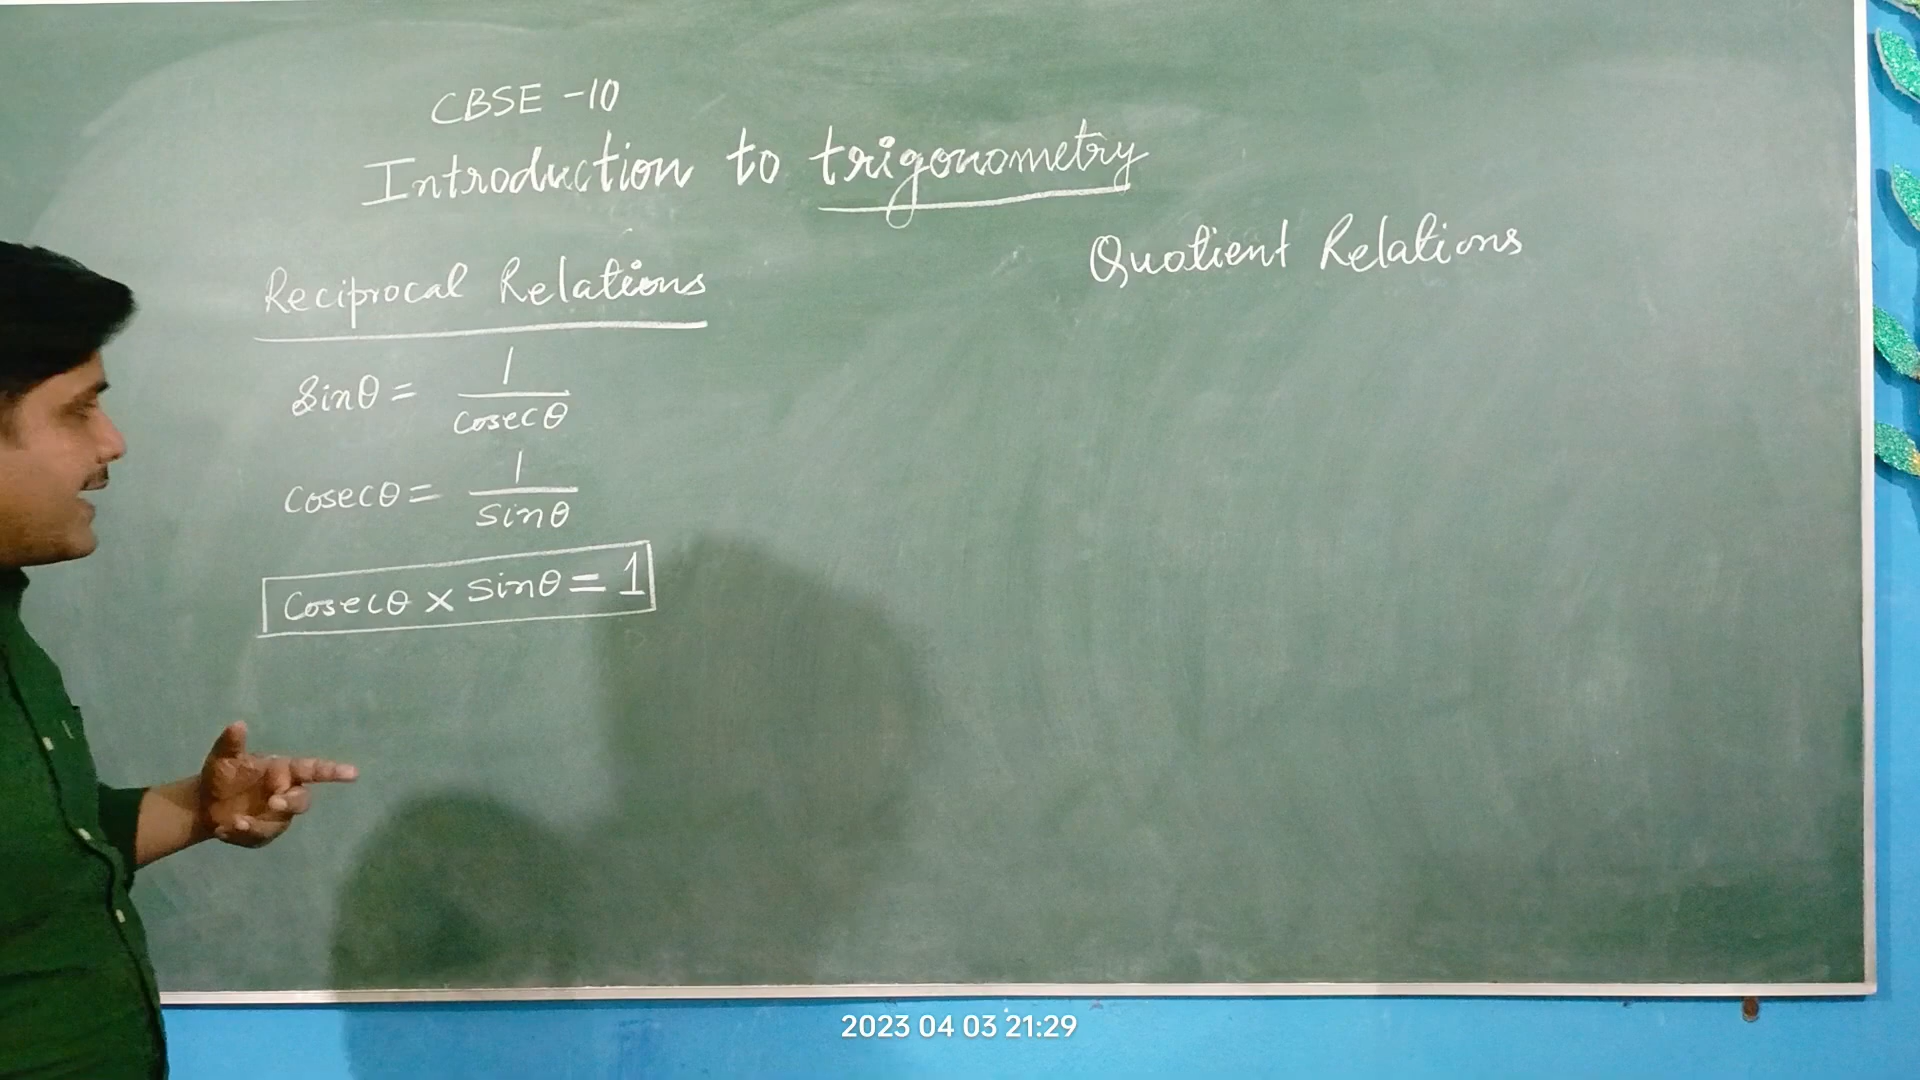 CBSE -10
Introduction to trigonometry
Reciprocal Relations
Sinθ = 1/cosecθ
cosecθ = 1/sinθ
Cosecθ × Sinθ = 1
Quotient Relations
2023 04 03 21:29